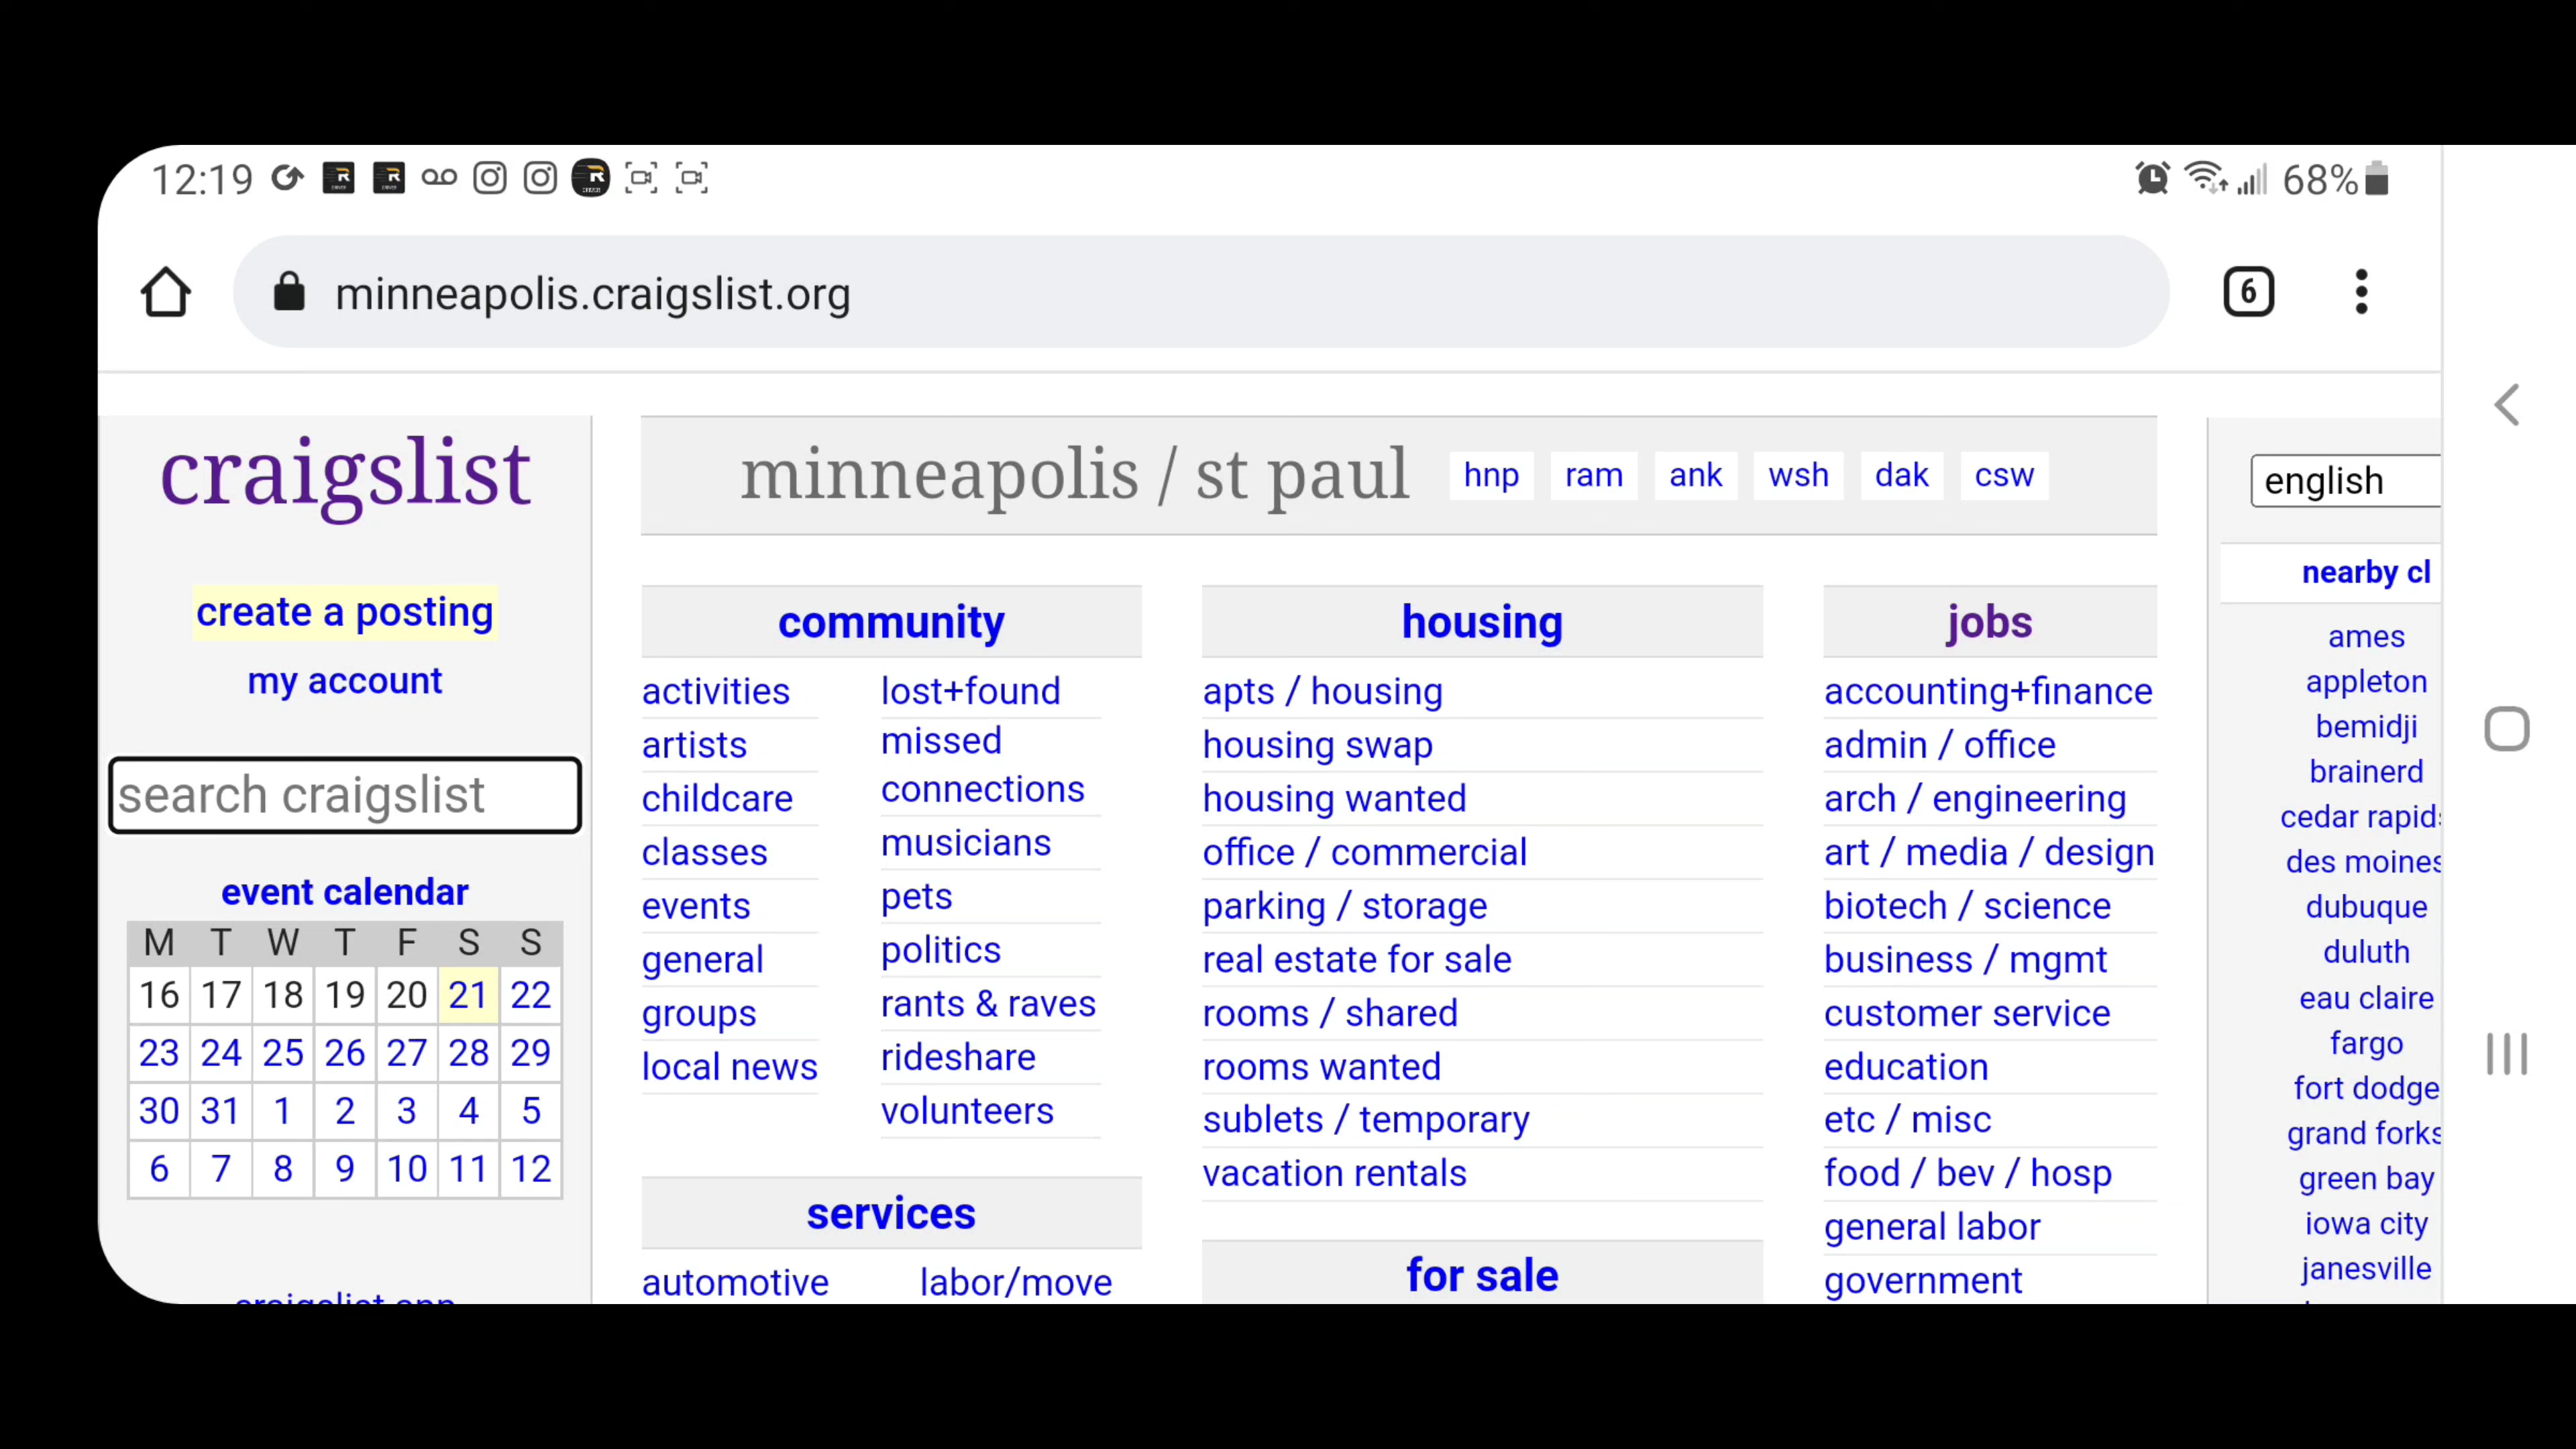 12:19
68%
minneapolis.craigslist.org
6
craigslist
create a posting
my account
search craigslist
event calendar
M T W T F S S
16 17 18 19 20 21 22
23 24 25 26 27 28 29
30 31 1 2 3 4 5
6 7 8 9 10 11 12
minneapolis / st paul
hnp ram ank wsh dak csw
community
activities
artists
childcare
classes
events
general
groups
local news
lost+found
missed
connections
musicians
pets
politics
rants & raves
rideshare
volunteers
services
automotive
labor/move
housing
apts / housing
housing swap
housing wanted
office / commercial
parking / storage
real estate for sale
rooms / shared
rooms wanted
sublets / temporary
vacation rentals
for sale
jobs
accounting+finance
admin / office
arch / engineering
art / media / design
biotech / science
business / mgmt
customer service
education
etc / misc
food / bev / hosp
general labor
government
english
nearby cl
ames
appleton
bemidji
brainerd
cedar rapids
des moines
dubuque
duluth
eau claire
fargo
fort dodge
grand forks
green bay
iowa city
janesville